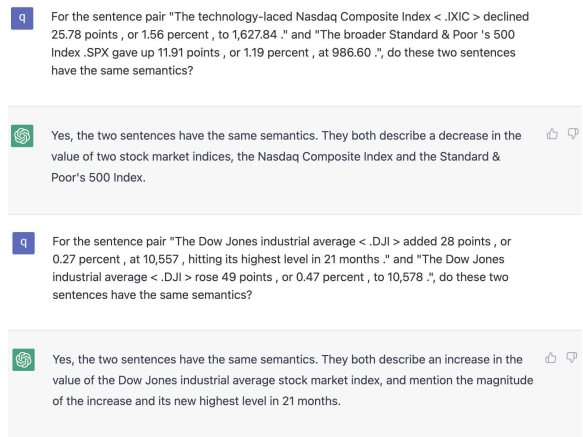 q
For the sentence pair "The technology-laced Nasdaq Composite Index < .IXIC > declined
25.78 points , or 1.56 percent , to 1,627.84 ." and "The broader Standard & Poor 's 500
Index .SPX gave up 11.91 points , or 1.19 percent , at 986.60 .", do these two sentences
have the same semantics?
Yes, the two sentences have the same semantics. They both describe a decrease in the
value of two stock market indices, the Nasdaq Composite Index and the Standard &
Poor's 500 Index.
q
For the sentence pair "The Dow Jones industrial average < .DJI > added 28 points , or
0.27 percent , at 10,557 , hitting its highest level in 21 months ." and "The Dow Jones
industrial average < .DJI > rose 49 points , or 0.47 percent , to 10,578 .", do these two
sentences have the same semantics?
Yes, the two sentences have the same semantics. They both describe an increase in the
value of the Dow Jones industrial average stock market index, and mention the magnitude
of the increase and its new highest level in 21 months.